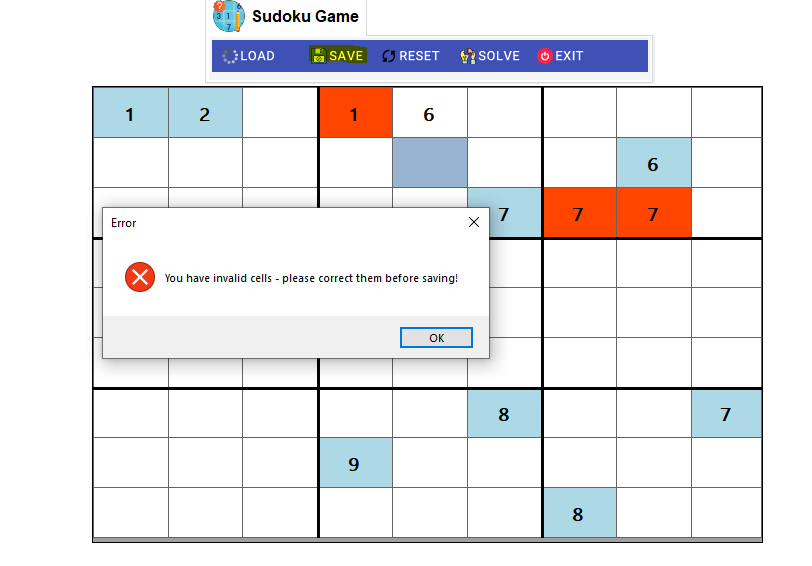 Sudoku Game
LOAD SAVE RESET SOLVE EXIT
1 2 1 6
6
7 7 7
Error
You have invalid cells - please correct them before saving!
OK
8 7
9
8